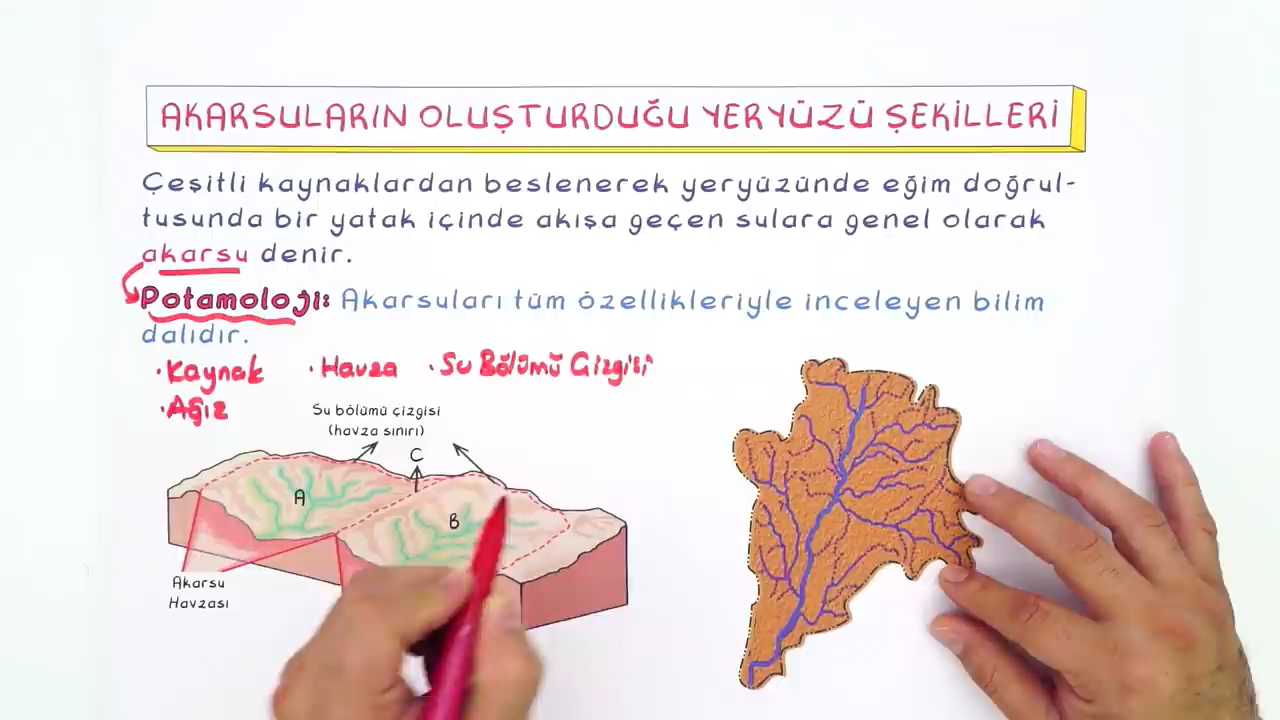 AKARSULARIN OLUŞTURDUĞU YERYÜZÜ ŞEKİLLERİ
Çeşitli kaynaklardan beslenerek yeryüzünde eğim doğrul-
tusunda bir yatak içinde akışa geçen sulara genel olarak
akarsu denir.
Potamoloji: Akarsuları tüm özellikleriyle inceleyen bilim
dalıdır.
• Kaynak • Havza • Su Bölümü Çizgisi
• Ağız
Su bölümü çizgisi
(havza sınırı)
C
A
B
Akarsu
Havzası